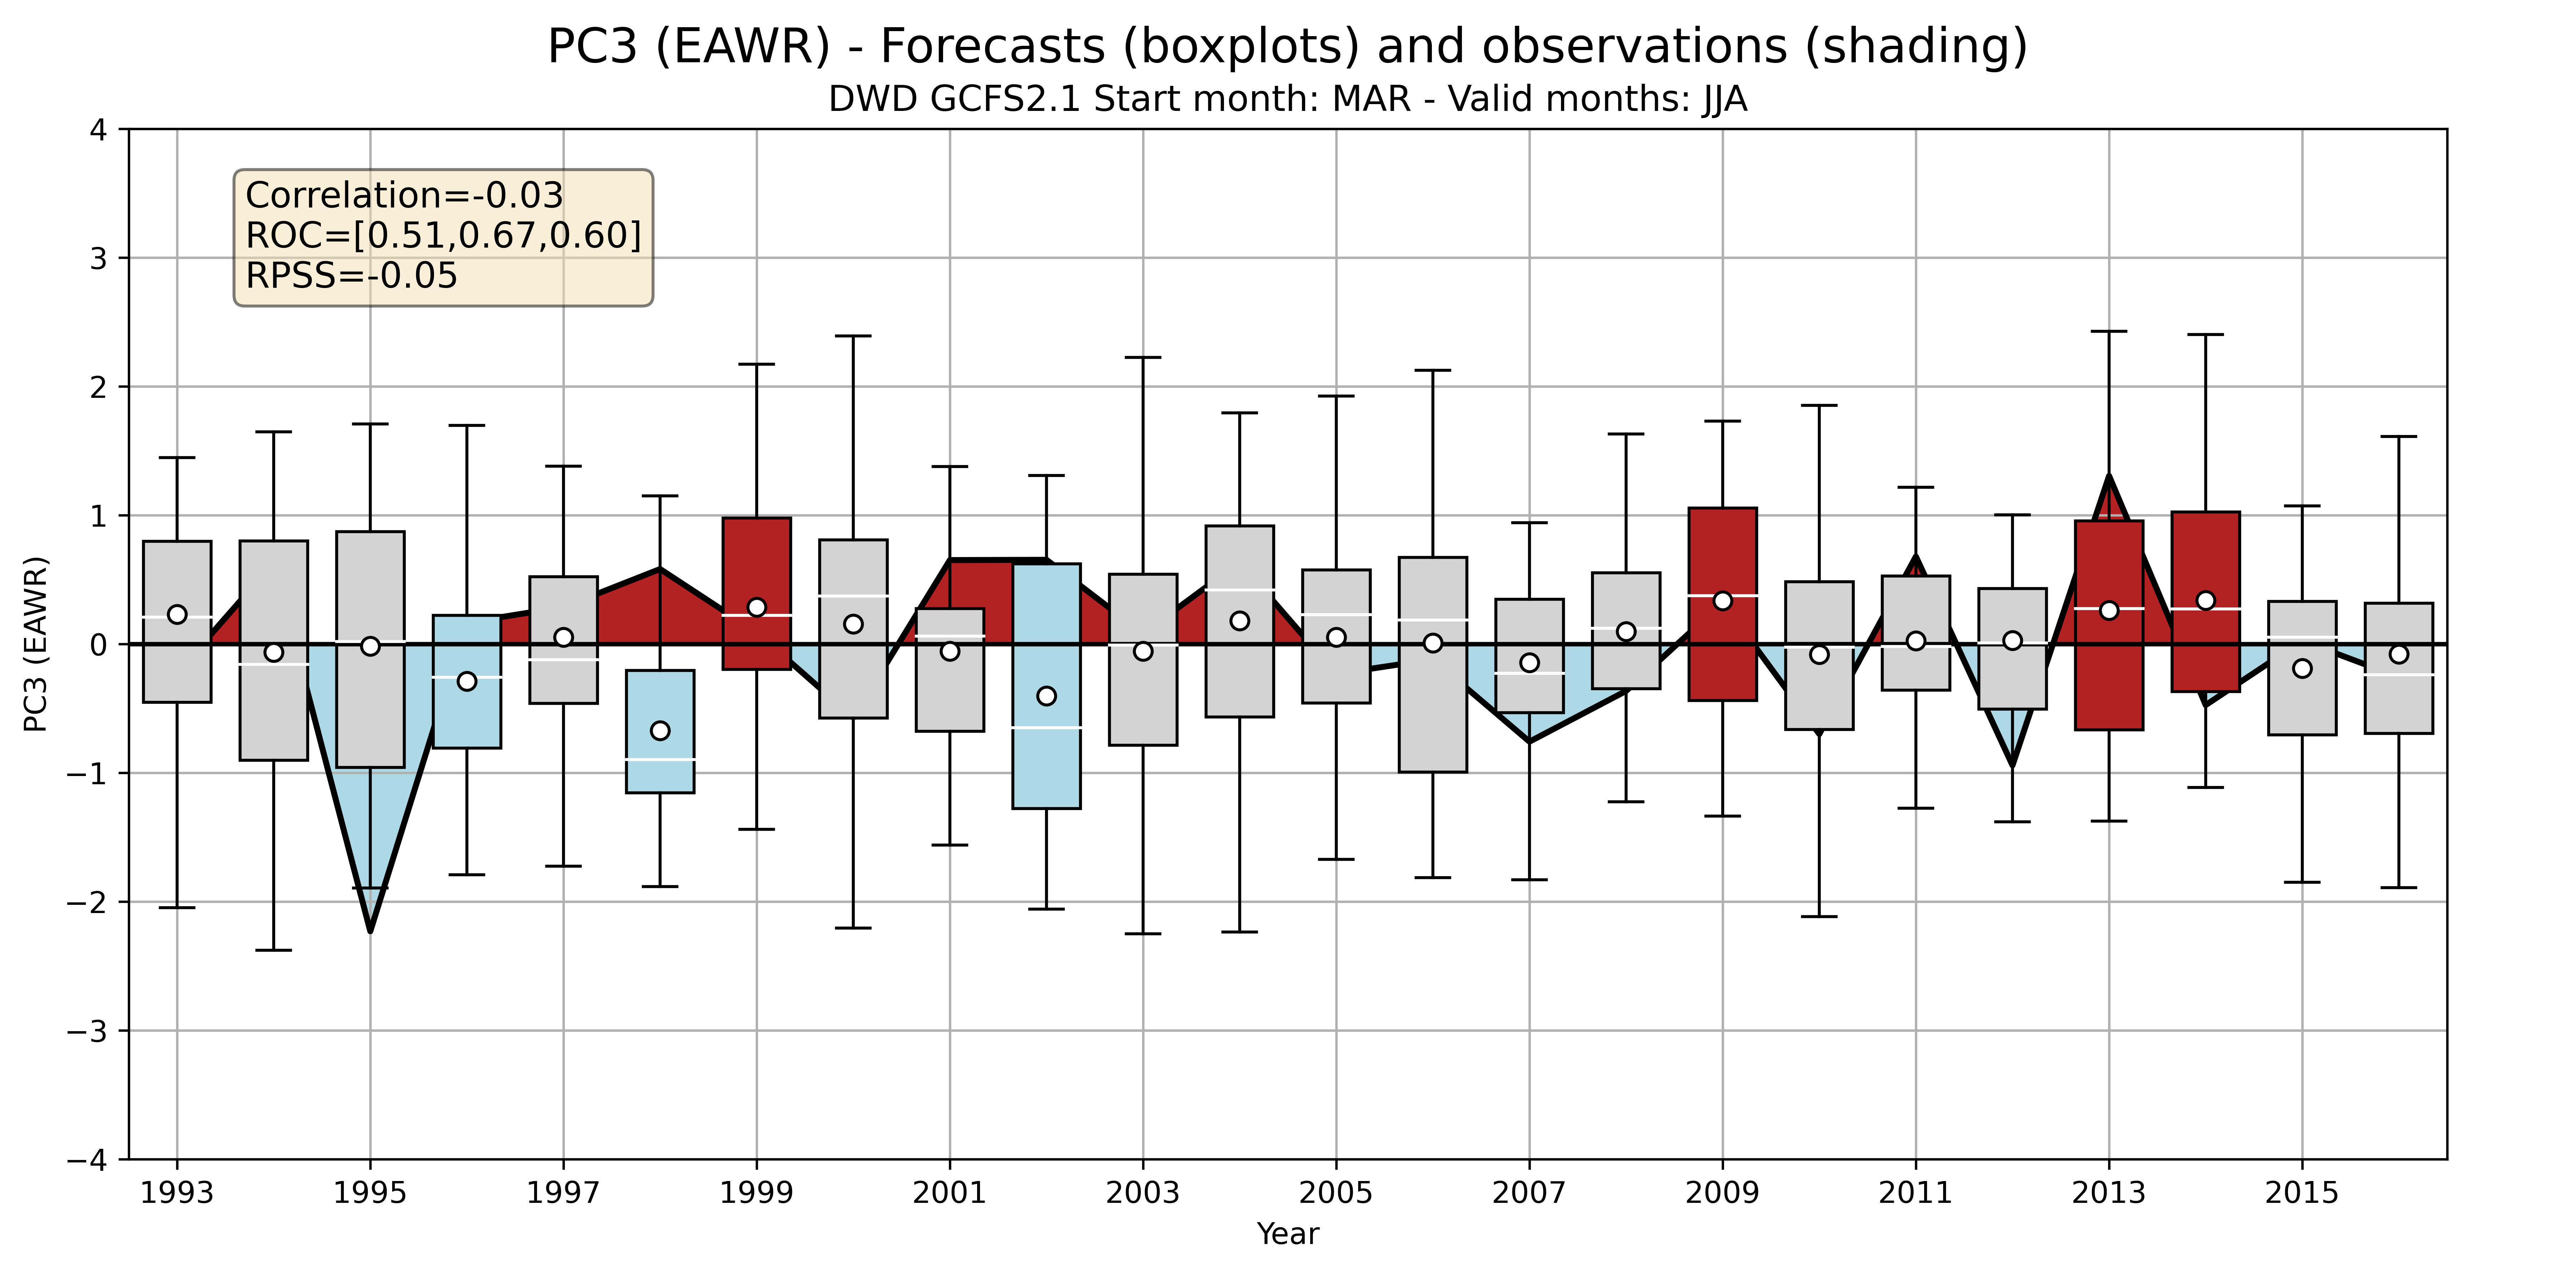 PC3 (EAWR) - Forecasts (boxplots) and observations (shading)
DWD GCFS2.1 Start month: MAR - Valid months: JJA
Correlation=-0.03
ROC=[0.51,0.67,0.60]
RPSS=-0.05
PC3 (EAWR)
4
3
2
1
0
−1
−2
−3
−4
1993 1995 1997 1999 2001 2003 2005 2007 2009 2011 2013 2015
Year